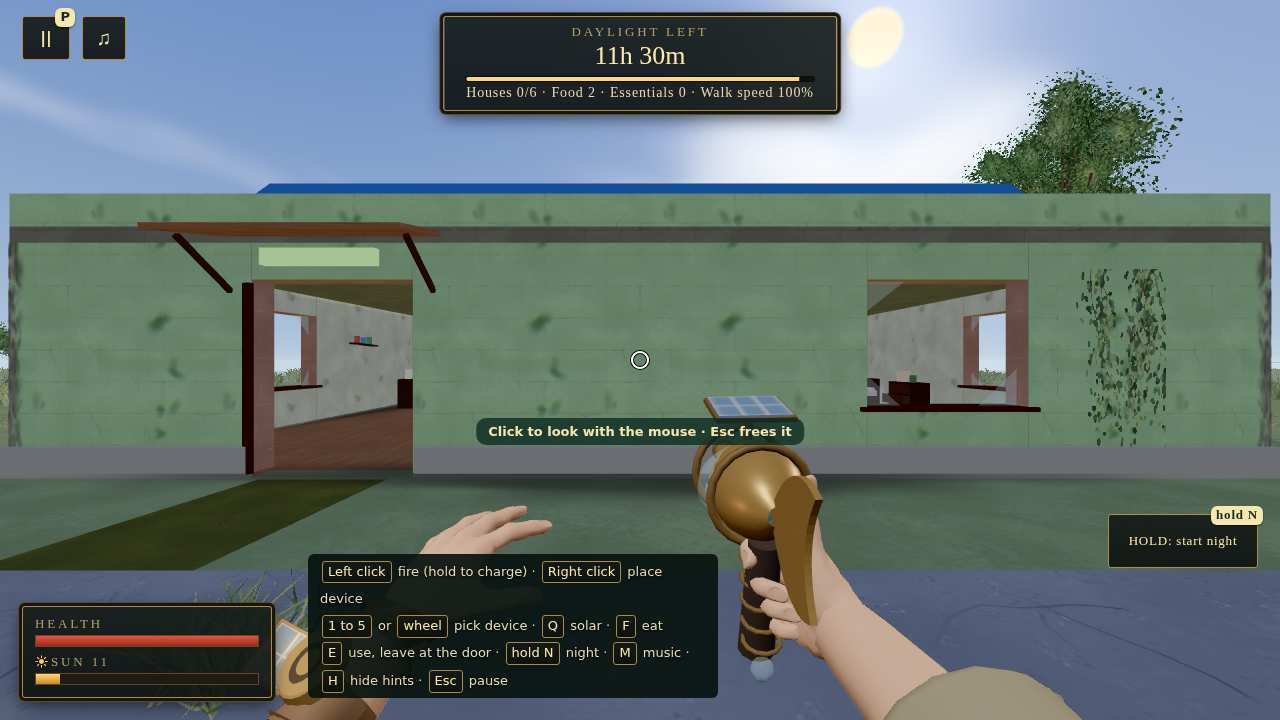 P
DAYLIGHT LEFT
11h 30m
Houses 0/6 · Food 2 · Essentials 0 · Walk speed 100%
Click to look with the mouse · Esc frees it
hold N
HOLD: start night
Left click fire (hold to charge) · Right click place
device
1 to 5 or wheel pick device · Q solar · F eat
E use, leave at the door · hold N night · M music ·
H hide hints · Esc pause
HEALTH
SUN 11